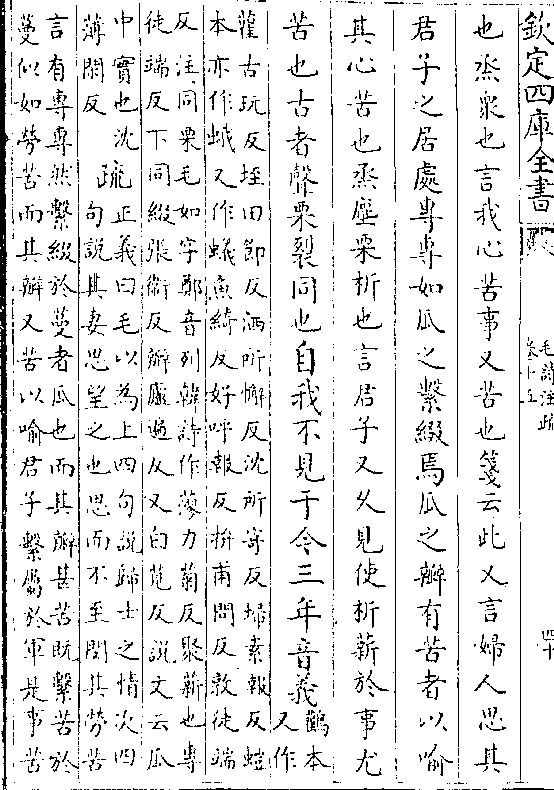 欽定四庫全書
毛詩注疏
卷十五
四十
也烝衆也言我心苦事又苦也箋云此又言婦人思其
君子之居處專專如瓜之繫綴焉瓜之辦有苦者以喻
其心苦也烝塵栗析也言君子又久見使析薪於事尤
苦也古者聲栗裂同也自我不見于今三年音義鸛本
又作
雚古玩反垤田節反洒所懈反沈所寄反埽素報反螘
本亦作蛾又作蟻魚綺反好呼報反拚甫問反敦徒端
反注同栗毛如字鄭音列韓詩作蓼力菊反聚薪也專
徒端反下同綴張衛反辦盧遍反又白莧反說文云瓜
中實也沈
薄閑反
疏正義曰毛以為上四句說歸士之情次四
句說其妻思望之也思而不至閔其勞苦
言有專專然繫綴於蔓者瓜也而其辦甚苦既繫苦於
蔓似如勞苦而其辦又苦以喻君子繫屬於軍是事苦